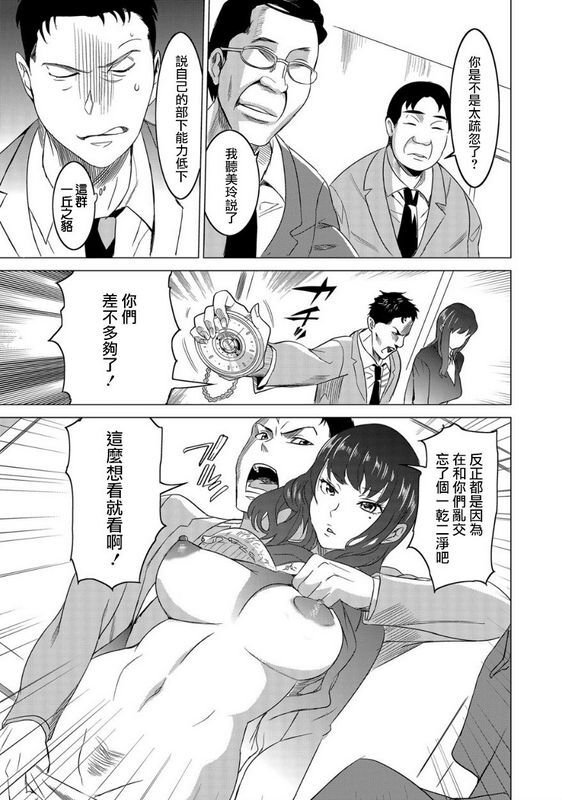 你是不是
太疏忽了？
我聽美玲說了
說自己的部下能力低下
這群
一丘之貉
チャキ
你們
差不多夠了！
反正都是因為
在和你們亂交
忘了個一乾二淨吧
這麼想看就看啊！